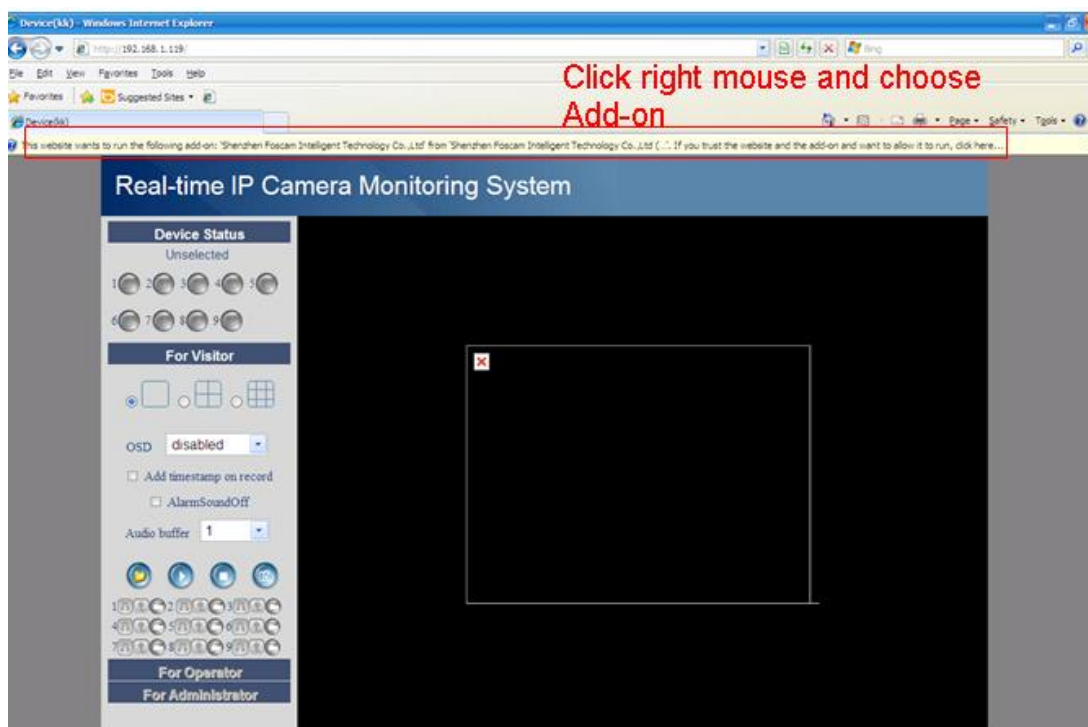 Device(kk) - Windows Internet Explorer
http://192.168.1.119/
Bing
File Edit View Favorites Tools Help
Click right mouse and choose
Add-on
Favorites Suggested Sites
Device(kk)
Page Safety Tools
This website wants to run the following add-on: 'Shenzhen Foscam Intelligent Technology Co.,Ltd' from 'Shenzhen Foscam Intelligent Technology Co.,Ltd (...'. If you trust the website and the add-on and want to allow it to run, click here...
Real-time IP Camera Monitoring System
Device Status
Unselected
1 2 3 4 5
6 7 8 9
For Visitor
OSD disabled
Add timestamp on record
AlarmSoundOff
Audio buffer 1
1 2 3
4 5 6
7 8 9
For Operator
For Administrator